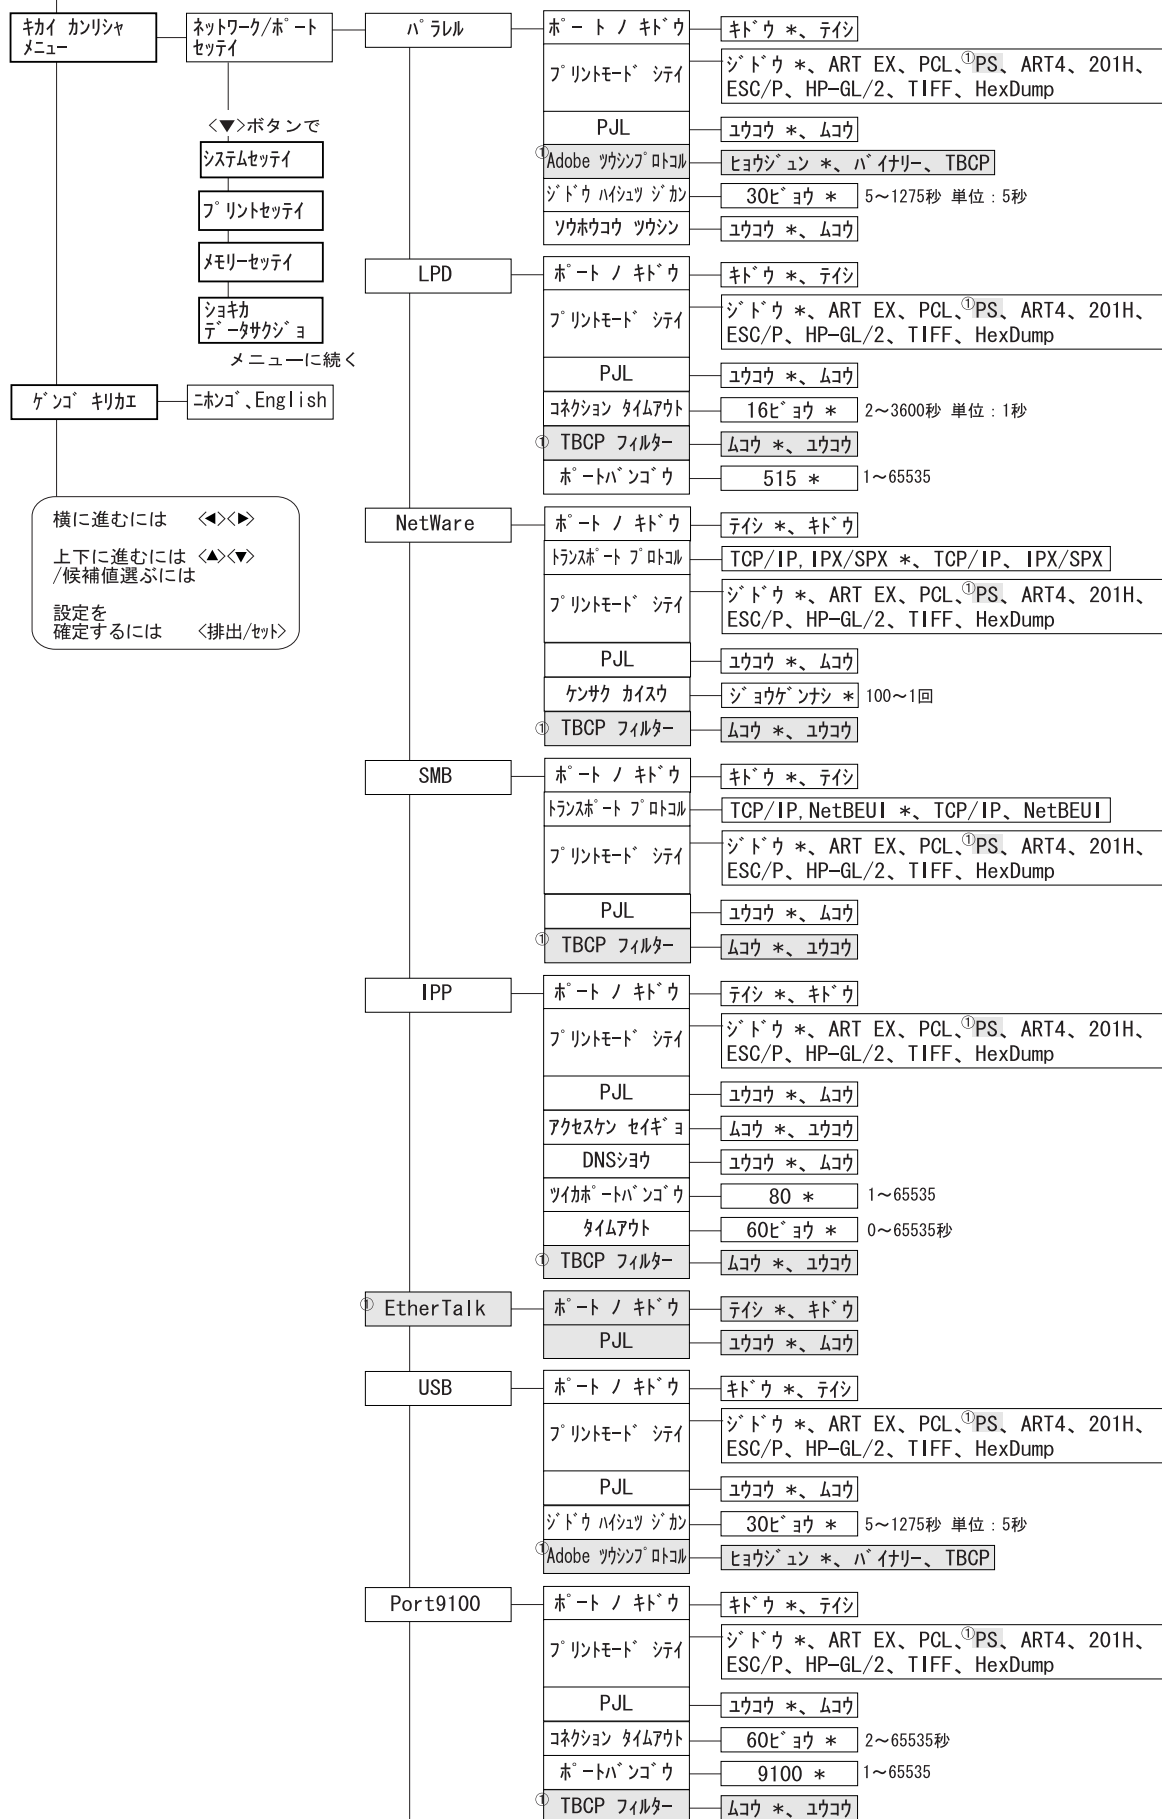 キカイ カンリシャ
メニュー
ネットワーク/ポート
セッテイ
<▼>ボタンで
システムセッテイ
プリントセッテイ
メモリーセッテイ
ショキカ
データサクジョ
メニューに続く
ゲンゴ キリカエ
ニホンゴ、English
横に進むには <◀><▶>
上下に進むには <▲><▼>
/候補値選ぶには
設定を
確定するには <排出/セット>
パラレル
ポート ノ キドウ
キドウ *、テイシ
プリントモード シテイ
ジドウ *、ART EX、PCL、①PS、ART4、201H、
ESC/P、HP-GL/2、TIFF、HexDump
PJL
ユウコウ *、ムコウ
①Adobe ツウシンプロトコル
ヒョウジュン *、バイナリー、TBCP
ジドウ ハイシュツ ジカン
30ビョウ * 5〜1275秒 単位：5秒
ソウホウコウ ツウシン
ユウコウ *、ムコウ
LPD
ポート ノ キドウ
キドウ *、テイシ
プリントモード シテイ
ジドウ *、ART EX、PCL、①PS、ART4、201H、
ESC/P、HP-GL/2、TIFF、HexDump
PJL
ユウコウ *、ムコウ
コネクション タイムアウト
16ビョウ * 2〜3600秒 単位：1秒
① TBCP フィルター
ムコウ *、ユウコウ
ポートバンゴウ
515 * 1〜65535
NetWare
ポート ノ キドウ
テイシ *、キドウ
トランスポート プロトコル
TCP/IP,IPX/SPX *、TCP/IP、IPX/SPX
プリントモード シテイ
ジドウ *、ART EX、PCL、①PS、ART4、201H、
ESC/P、HP-GL/2、TIFF、HexDump
PJL
ユウコウ *、ムコウ
ケンサク カイスウ
ジョウゲンナシ * 100〜1回
① TBCP フィルター
ムコウ *、ユウコウ
SMB
ポート ノ キドウ
キドウ *、テイシ
トランスポート プロトコル
TCP/IP,NetBEUI *、TCP/IP、NetBEUI
プリントモード シテイ
ジドウ *、ART EX、PCL、①PS、ART4、201H、
ESC/P、HP-GL/2、TIFF、HexDump
PJL
ユウコウ *、ムコウ
① TBCP フィルター
ムコウ *、ユウコウ
IPP
ポート ノ キドウ
テイシ *、キドウ
プリントモード シテイ
ジドウ *、ART EX、PCL、①PS、ART4、201H、
ESC/P、HP-GL/2、TIFF、HexDump
PJL
ユウコウ *、ムコウ
アクセスケン セイギョ
ムコウ *、ユウコウ
DNSシヨウ
ユウコウ *、ムコウ
ツイカポートバンゴウ
80 * 1〜65535
タイムアウト
60ビョウ * 0〜65535秒
① TBCP フィルター
ムコウ *、ユウコウ
① EtherTalk
ポート ノ キドウ
テイシ *、キドウ
PJL
ユウコウ *、ムコウ
USB
ポート ノ キドウ
キドウ *、テイシ
プリントモード シテイ
ジドウ *、ART EX、PCL、①PS、ART4、201H、
ESC/P、HP-GL/2、TIFF、HexDump
PJL
ユウコウ *、ムコウ
ジドウ ハイシュツ ジカン
30ビョウ * 5〜1275秒 単位：5秒
①Adobe ツウシンプロトコル
ヒョウジュン *、バイナリー、TBCP
Port9100
ポート ノ キドウ
キドウ *、テイシ
プリントモード シテイ
ジドウ *、ART EX、PCL、①PS、ART4、201H、
ESC/P、HP-GL/2、TIFF、HexDump
PJL
ユウコウ *、ムコウ
コネクション タイムアウト
60ビョウ * 2〜65535秒
ポートバンゴウ
9100 * 1〜65535
① TBCP フィルター
ムコウ *、ユウコウ